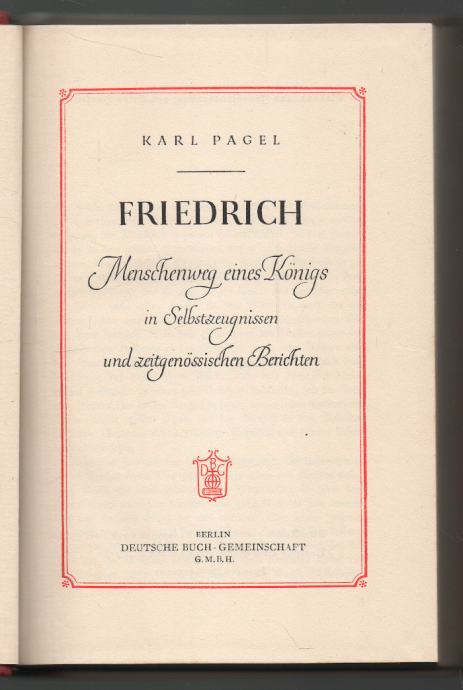 KARL PAGEL
FRIEDRICH
Menschenweg eines Königs
in Selbstzeugnissen
und zeitgenössischen Berichten
DBG
BERLIN
DEUTSCHE BUCH-GEMEINSCHAFT
G.M.B.H.